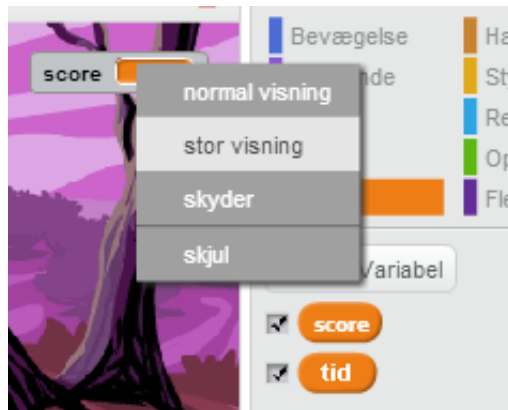 score
normal visning
stor visning
skyder
skjul
Bevægelse
Variabel
score
tid